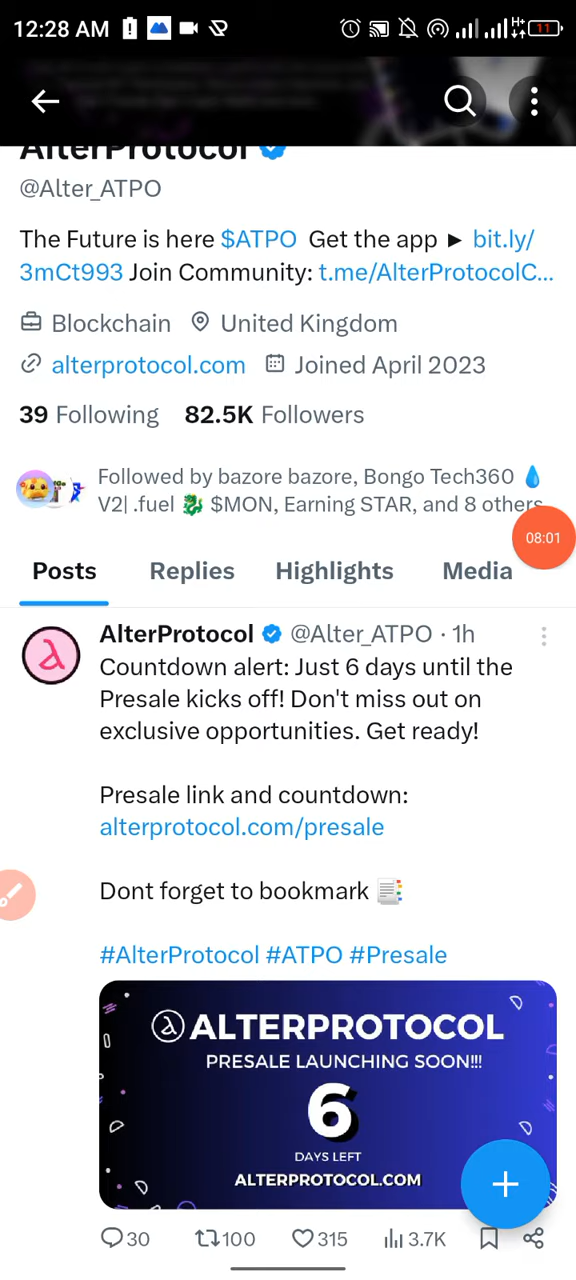 12:28 AM
11
AlterProtocol
@Alter_ATPO
The Future is here $ATPO Get the app ► bit.ly/
3mCt993 Join Community: t.me/AlterProtocolC...
Blockchain United Kingdom
alterprotocol.com Joined April 2023
39 Following 82.5K Followers
Followed by bazore bazore, Bongo Tech360 💧
V2| .fuel 🐉 $MON, Earning STAR, and 8 others
08:01
Posts Replies Highlights Media
AlterProtocol @Alter_ATPO · 1h
Countdown alert: Just 6 days until the
Presale kicks off! Don't miss out on
exclusive opportunities. Get ready!
Presale link and countdown:
alterprotocol.com/presale
Dont forget to bookmark 📑
#AlterProtocol #ATPO #Presale
ALTERPROTOCOL
PRESALE LAUNCHING SOON!!!
6
DAYS LEFT
ALTERPROTOCOL.COM
30 100 315 3.7K